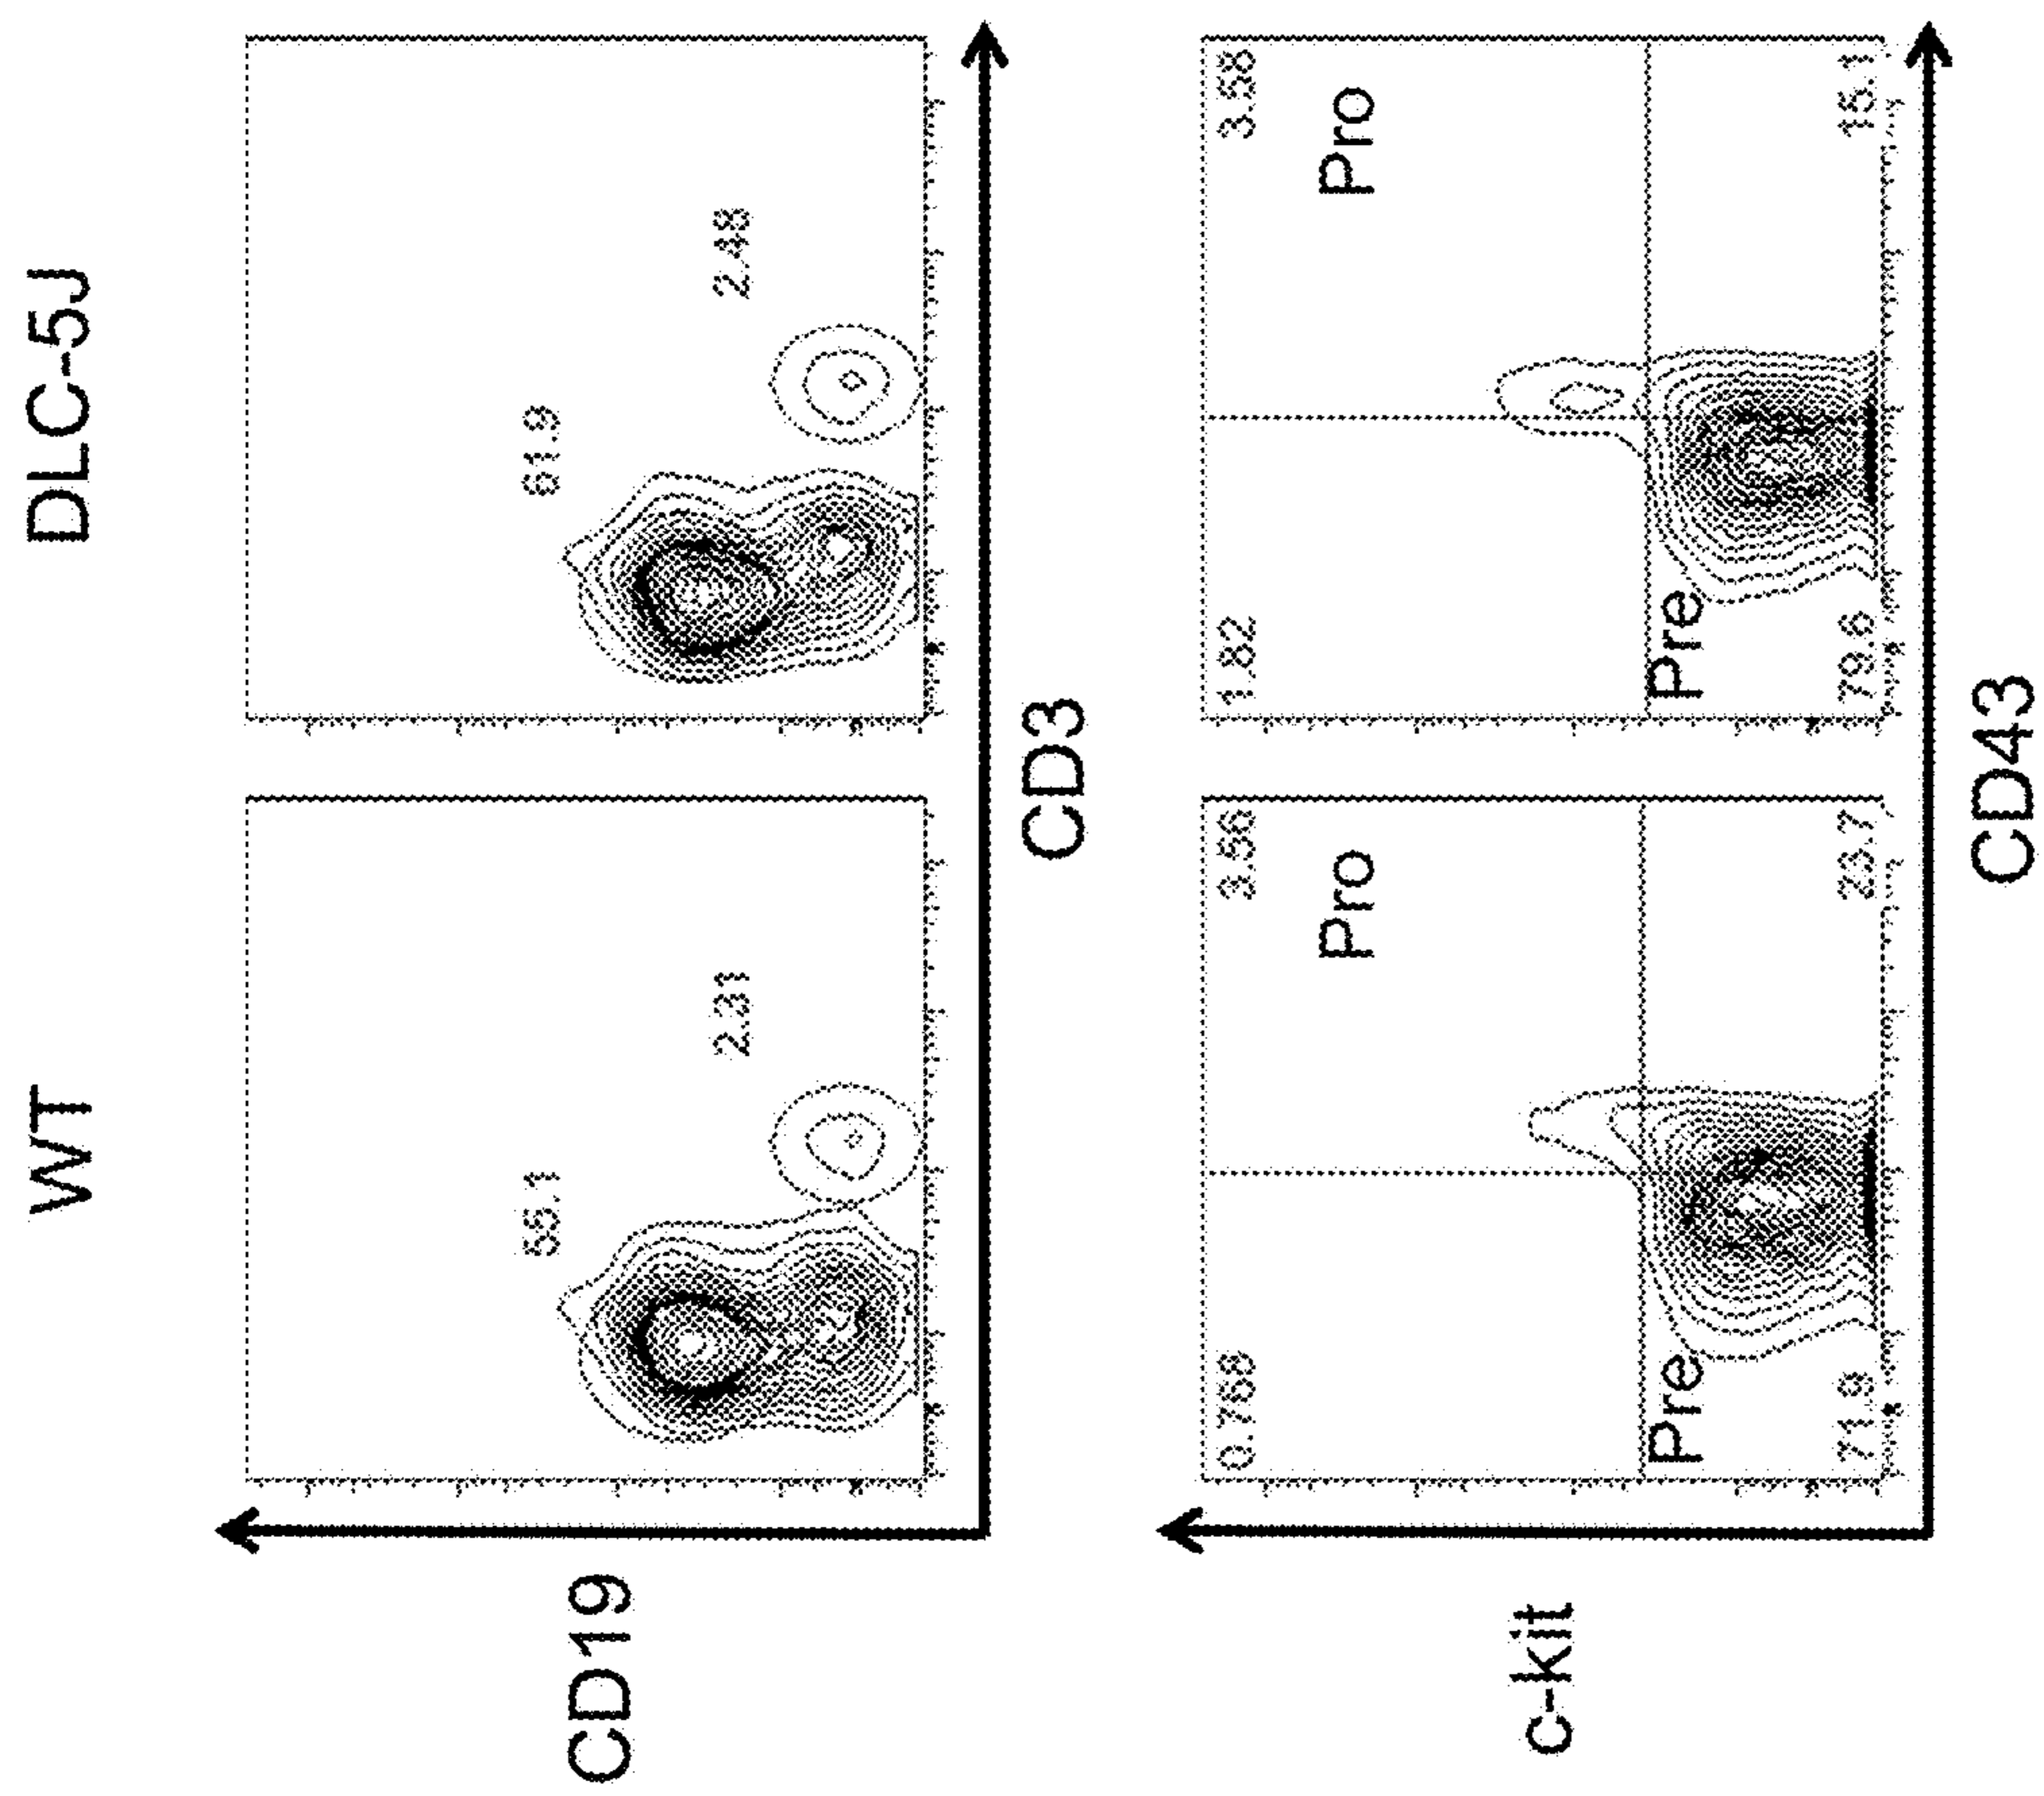 WT
DLC-5J
CD19
55.1
2.31
61.9
2.48
CD3
c-kit
0.768
3.56
Pro
Pre
71.9
23.7
1.82
3.58
Pro
Pre
79.6
15.1
CD43